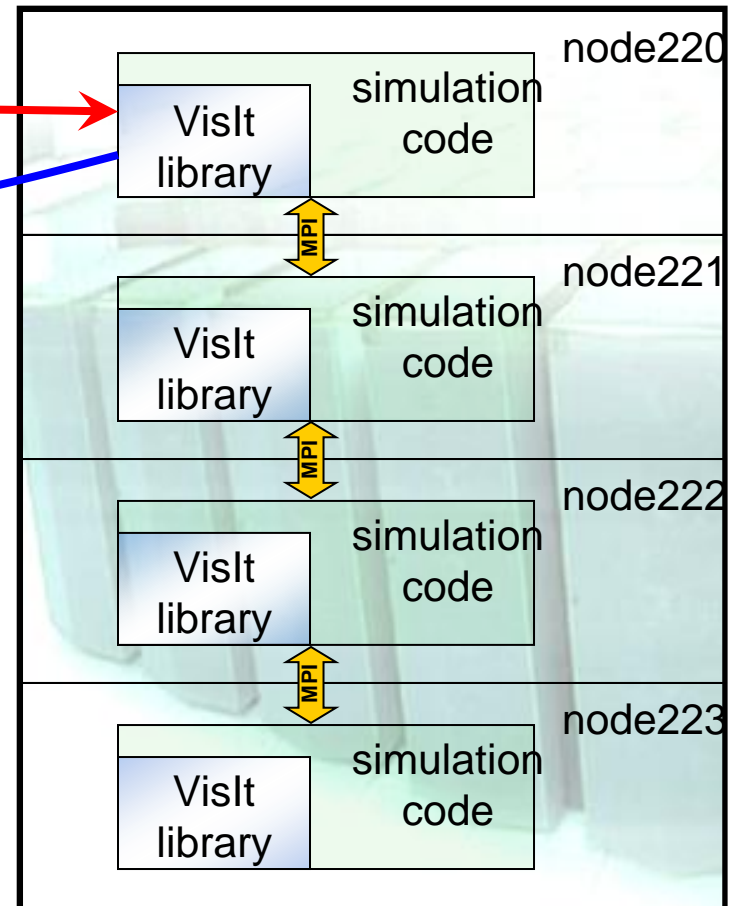 node220
simulation
code
VisIt
library
MPI
node221
simulation
code
VisIt
library
MPI
node222
simulation
code
VisIt
library
MPI
node223
simulation
code
VisIt
library